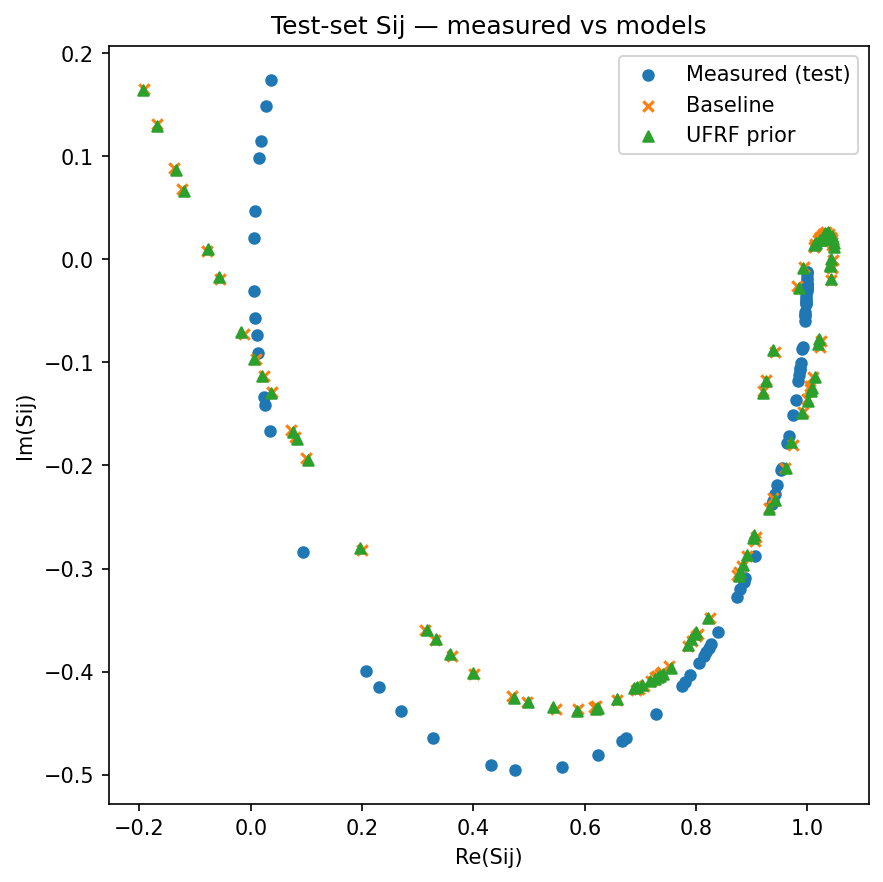 Test-set Sij — measured vs models
Measured (test)
Baseline
UFRF prior
0.2
0.1
0.0
−0.1
−0.2
−0.3
−0.4
−0.5
Im(Sij)
−0.2
0.0
0.2
0.4
0.6
0.8
1.0
Re(Sij)